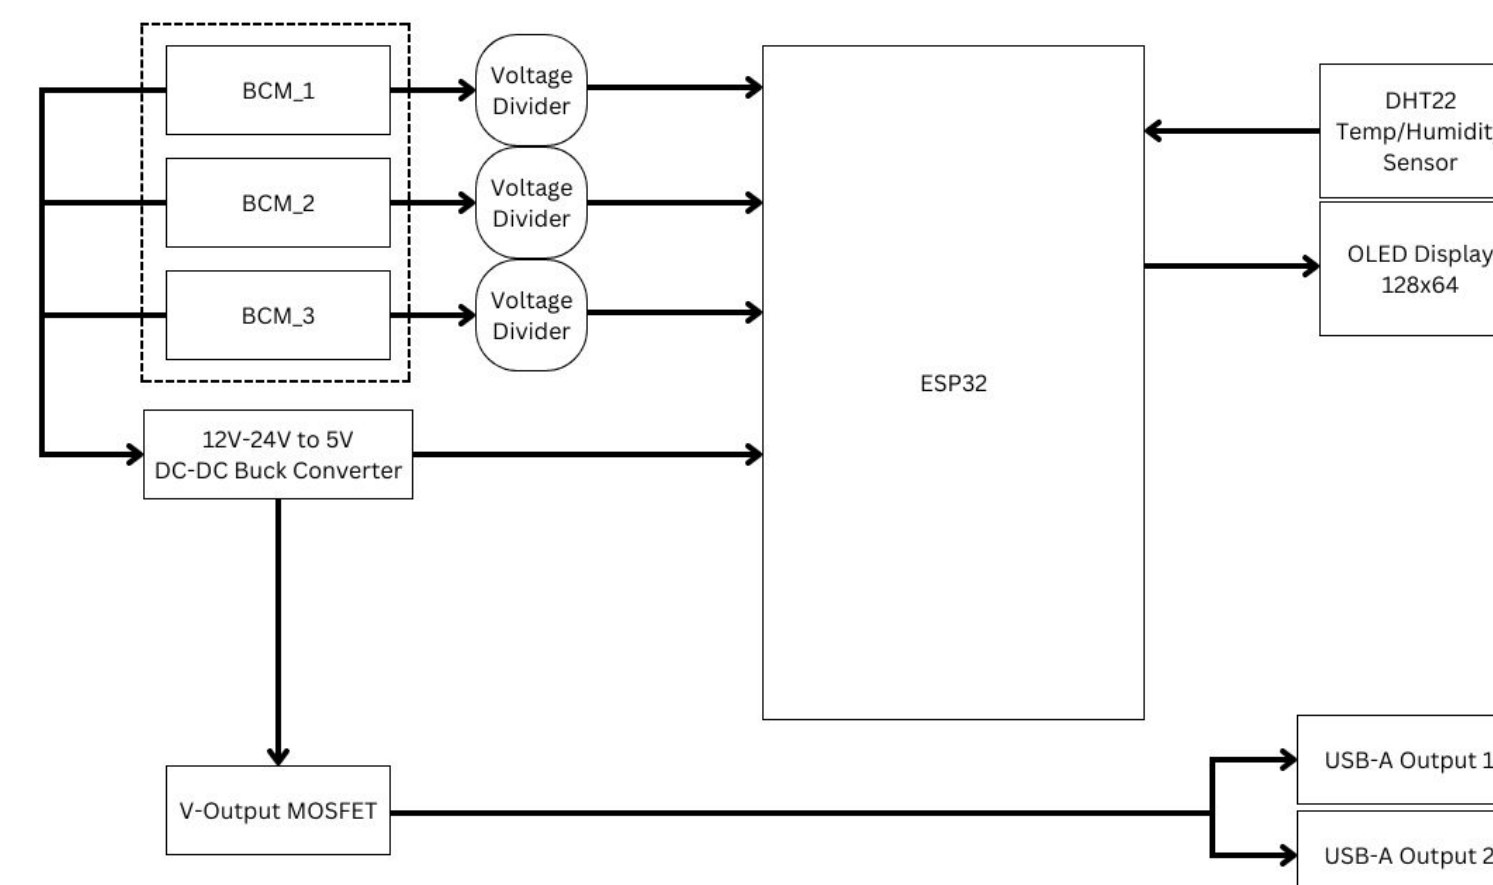 BCM_1
Voltage
Divider
DHT22
Temp/Humidit
Sensor
BCM_2
Voltage
Divider
OLED Display
128x64
BCM_3
Voltage
Divider
ESP32
12V-24V to 5V
DC-DC Buck Converter
V-Output MOSFET
USB-A Output 1
USB-A Output 2